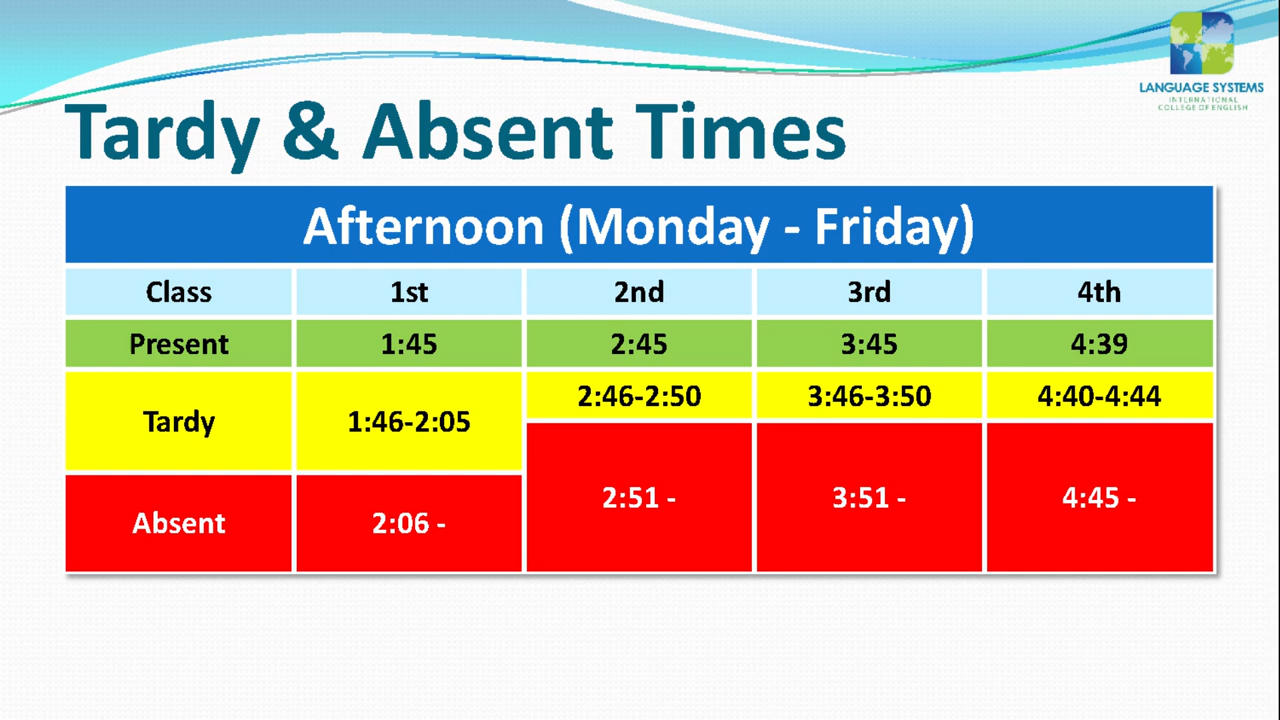 LANGUAGE SYSTEMS
INTERNATIONAL
COLLEGE OF ENGLISH
Tardy & Absent Times
Afternoon (Monday - Friday)
Class 1st 2nd 3rd 4th
Present 1:45 2:45 3:45 4:39
Tardy 1:46-2:05 2:46-2:50 3:46-3:50 4:40-4:44
Absent 2:06 - 2:51 - 3:51 - 4:45 -